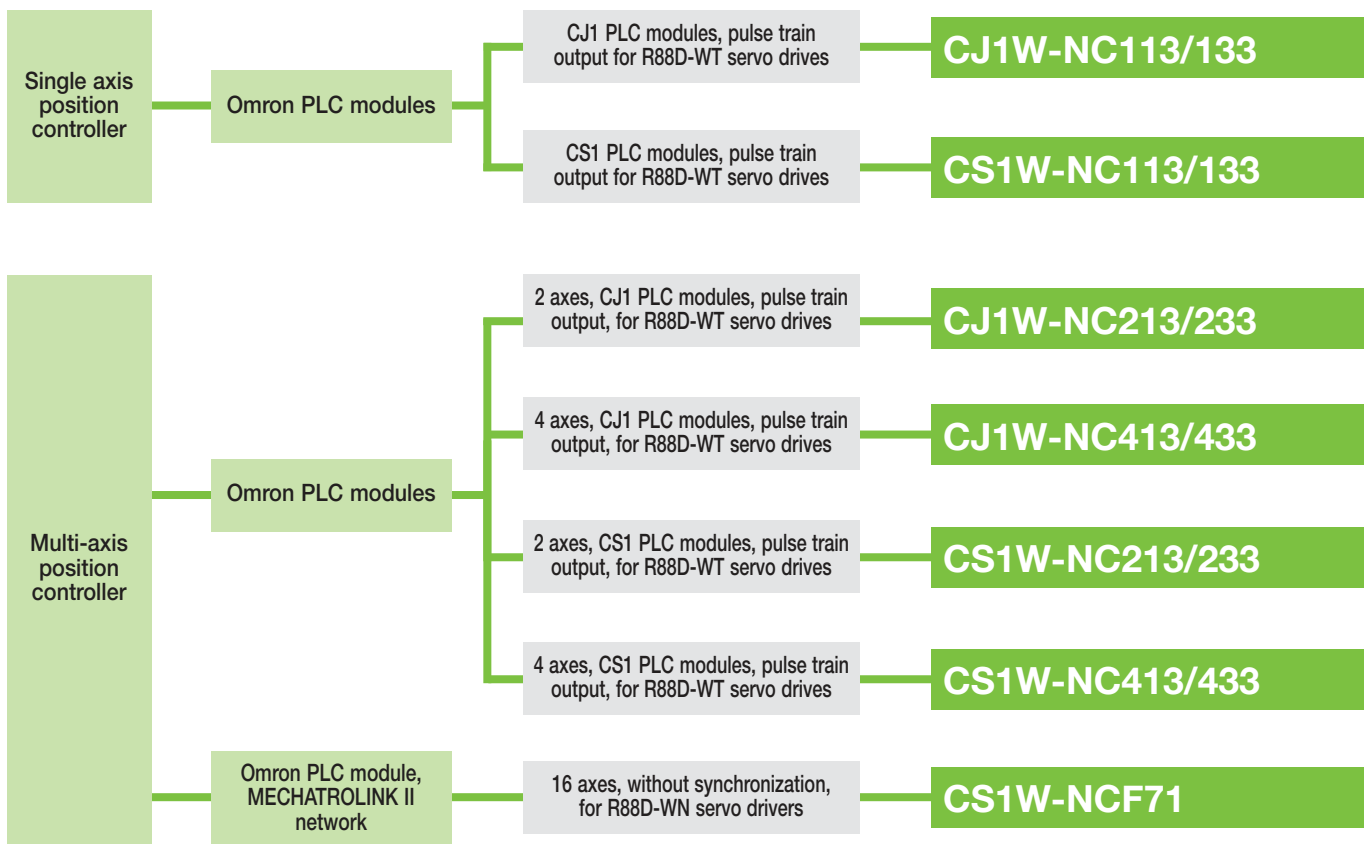 Single axis
position
controller
Omron PLC modules
CJ1 PLC modules, pulse train
output for R88D-WT servo drives
CJ1W-NC113/133
CS1 PLC modules, pulse train
output for R88D-WT servo drives
CS1W-NC113/133
Multi-axis
position
controller
Omron PLC modules
2 axes, CJ1 PLC modules, pulse train
output, for R88D-WT servo drives
CJ1W-NC213/233
4 axes, CJ1 PLC modules, pulse train
output, for R88D-WT servo drives
CJ1W-NC413/433
2 axes, CS1 PLC modules, pulse train
output, for R88D-WT servo drives
CS1W-NC213/233
4 axes, CS1 PLC modules, pulse train
output, for R88D-WT servo drives
CS1W-NC413/433
Omron PLC module,
MECHATROLINK II
network
16 axes, without synchronization,
for R88D-WN servo drivers
CS1W-NCF71